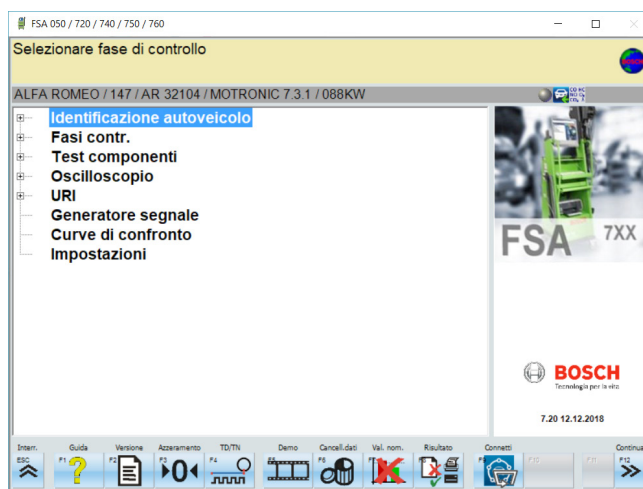 FSA 050 / 720 / 740 / 750 / 760
Selezionare fase di controllo
ALFA ROMEO / 147 / AR 32104 / MOTRONIC 7.3.1 / 088KW
Identificazione autoveicolo
Fasi contr.
Test componenti
Oscilloscopio
URI
Generatore segnale
Curve di confronto
Impostazioni
FSA 7XX
BOSCH
Tecnologia per la vita
7.20 12.12.2018
Interr. Guida Versione Azzeramento TD/TN Demo Cancell.dati Val. nom. Risultato Connetti Continua
ESC F1 F2 F3 F4 F5 F6 F10 F11 F12